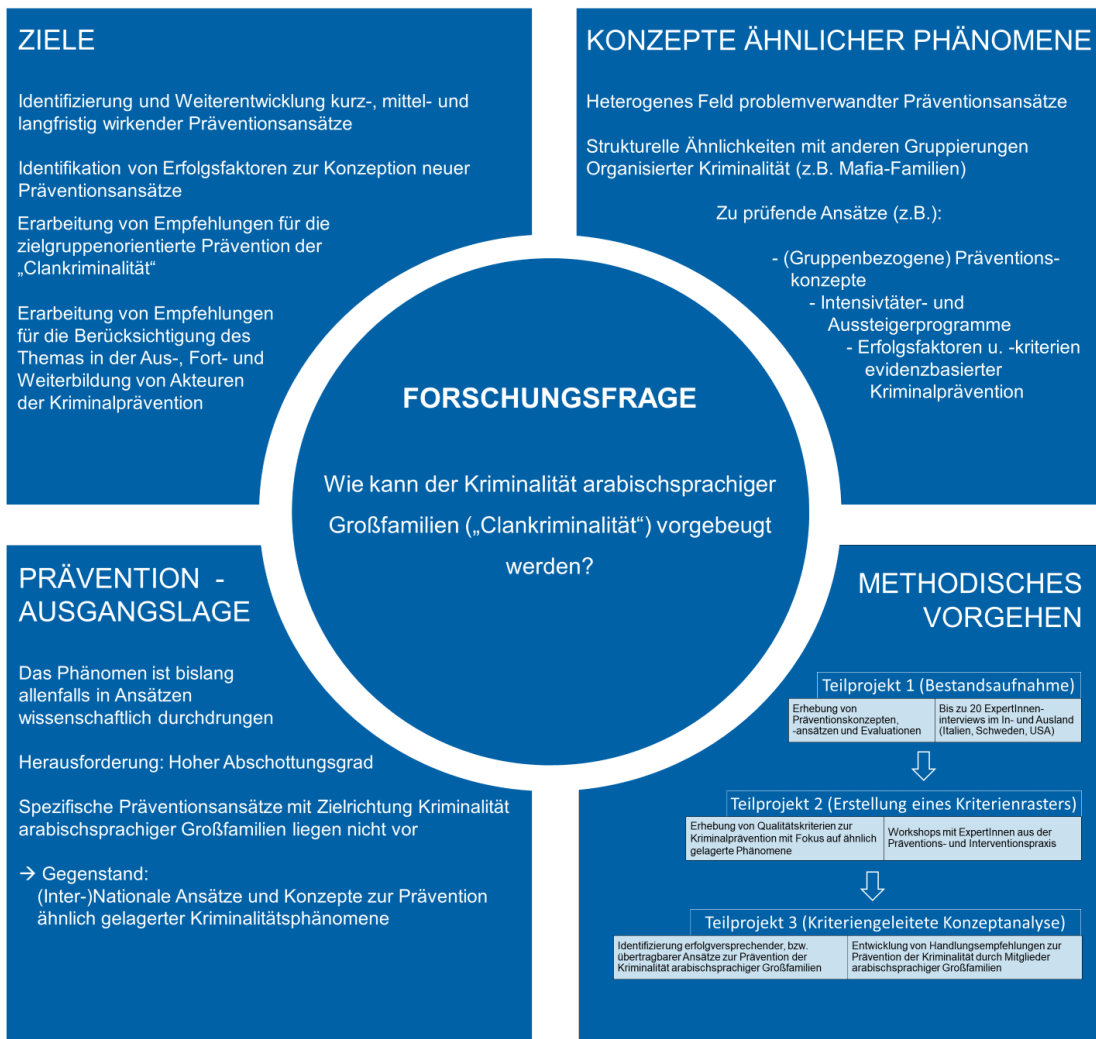 ZIELE
Identifizierung und Weiterentwicklung kurz-, mittel- und
langfristig wirkender Präventionsansätze
Identifikation von Erfolgsfaktoren zur Konzeption neuer
Präventionsansätze
Erarbeitung von Empfehlungen für die
zielgruppenorientierte Prävention der
„Clankriminalität“
Erarbeitung von Empfehlungen
für die Berücksichtigung des
Themas in der Aus-, Fort- und
Weiterbildung von Akteuren
der Kriminalprävention
KONZEPTE ÄHNLICHER PHÄNOMENE
Heterogenes Feld problemverwandter Präventionsansätze
Strukturelle Ähnlichkeiten mit anderen Gruppierungen
Organisierter Kriminalität (z.B. Mafia-Familien)
Zu prüfende Ansätze (z.B.):
- (Gruppenbezogene) Präventions-
konzepte
- Intensivtäter- und
Aussteigerprogramme
- Erfolgsfaktoren u. -kriterien
evidenzbasierter
Kriminalprävention
FORSCHUNGSFRAGE
Wie kann der Kriminalität arabischsprachiger
Großfamilien („Clankriminalität“) vorgebeugt
werden?
PRÄVENTION -
AUSGANGSLAGE
Das Phänomen ist bislang
allenfalls in Ansätzen
wissenschaftlich durchdrungen
Herausforderung: Hoher Abschottungsgrad
Spezifische Präventionsansätze mit Zielrichtung Kriminalität
arabischsprachiger Großfamilien liegen nicht vor
→ Gegenstand:
(Inter-)Nationale Ansätze und Konzepte zur Prävention
ähnlich gelagerter Kriminalitätsphänomene
METHODISCHES
VORGEHEN
Teilprojekt 1 (Bestandsaufnahme)
Erhebung von
Präventionskonzepten,
-ansätzen und Evaluationen
Bis zu 20 ExpertInnen-
interviews im In- und Ausland
(Italien, Schweden, USA)
Teilprojekt 2 (Erstellung eines Kriterienrasters)
Erhebung von Qualitätskriterien zur
Kriminalprävention mit Fokus auf ähnlich
gelagerte Phänomene
Workshops mit ExpertInnen aus der
Präventions- und Interventionspraxis
Teilprojekt 3 (Kriteriengeleitete Konzeptanalyse)
Identifizierung erfolgversprechender, bzw.
übertragbarer Ansätze zur Prävention der
Kriminalität arabischsprachiger Großfamilien
Entwicklung von Handlungsempfehlungen zur
Prävention der Kriminalität durch Mitglieder
arabischsprachiger Großfamilien